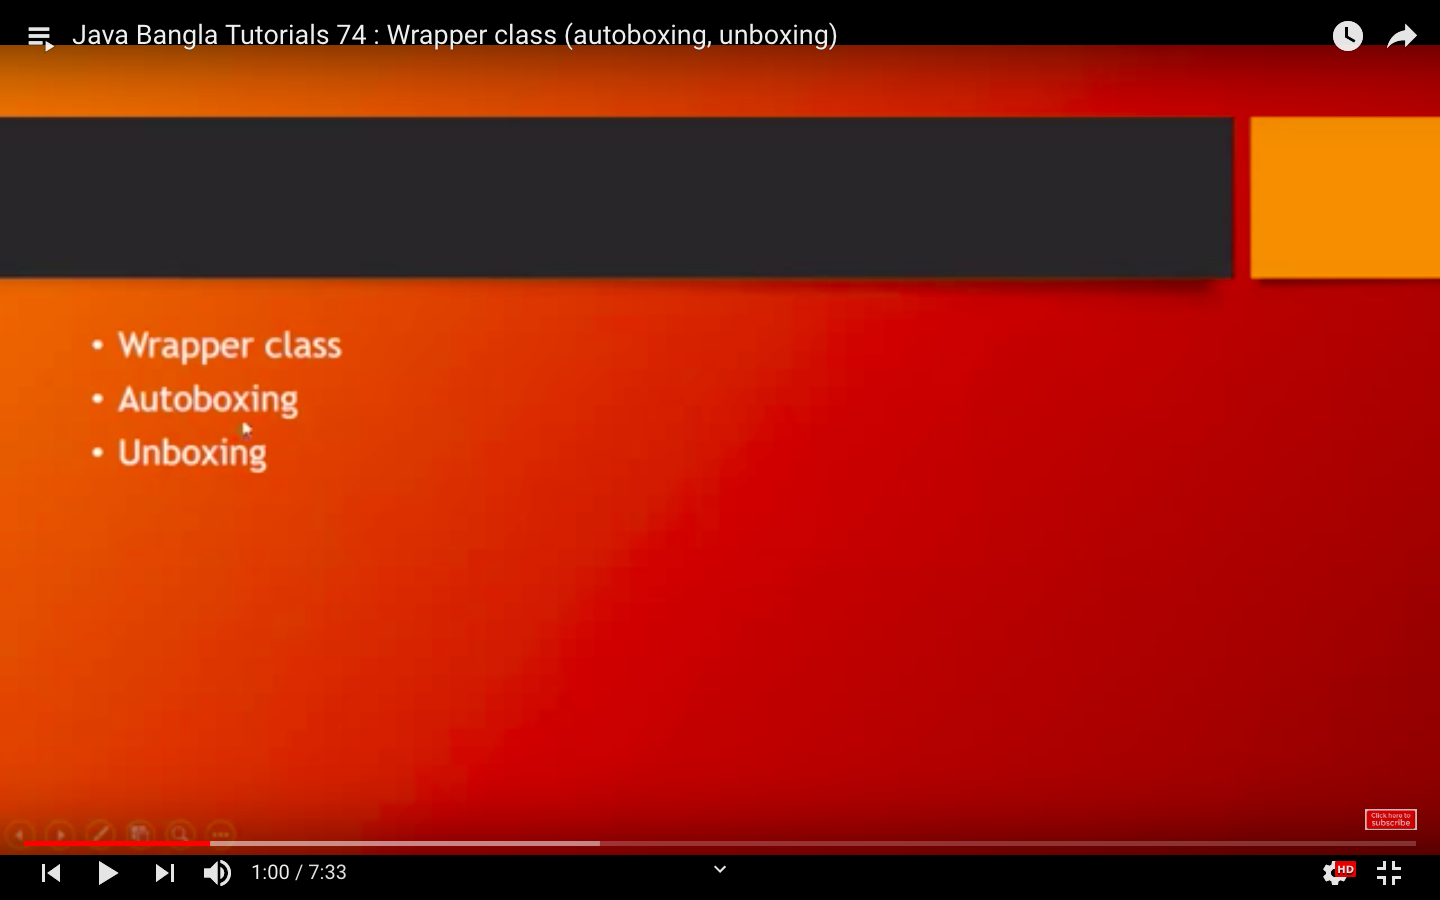 Java Bangla Tutorials 74 : Wrapper class (autoboxing, unboxing)
• Wrapper class
• Autoboxing
• Unboxing
Click here to
subscribe
1:00 / 7:33
HD